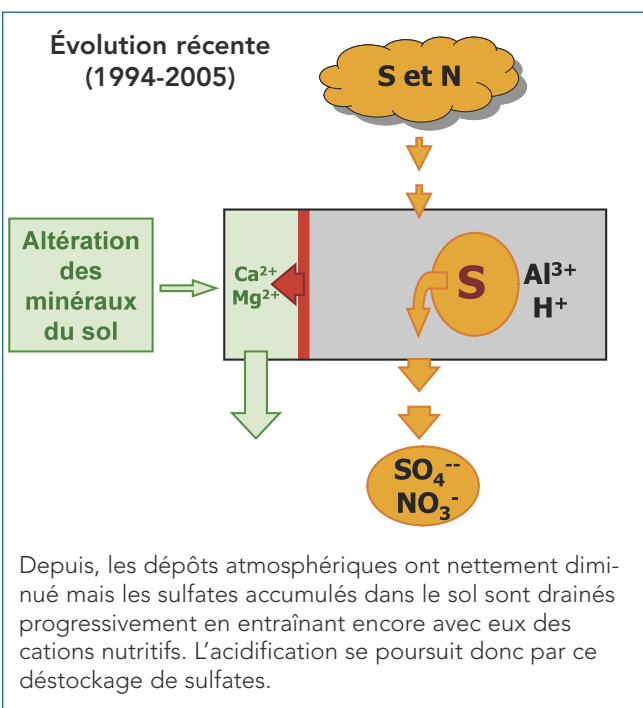 Évolution récente
(1994-2005)
S et N
Altération
des
minéraux
du sol
Ca²⁺
Mg²⁺
S
Al³⁺
H⁺
SO₄⁻⁻
NO₃⁻
Depuis, les dépôts atmosphériques ont nettement dimi-
nué mais les sulfates accumulés dans le sol sont drainés
progressivement en entraînant encore avec eux des
cations nutritifs. L’acidification se poursuit donc par ce
déstockage de sulfates.